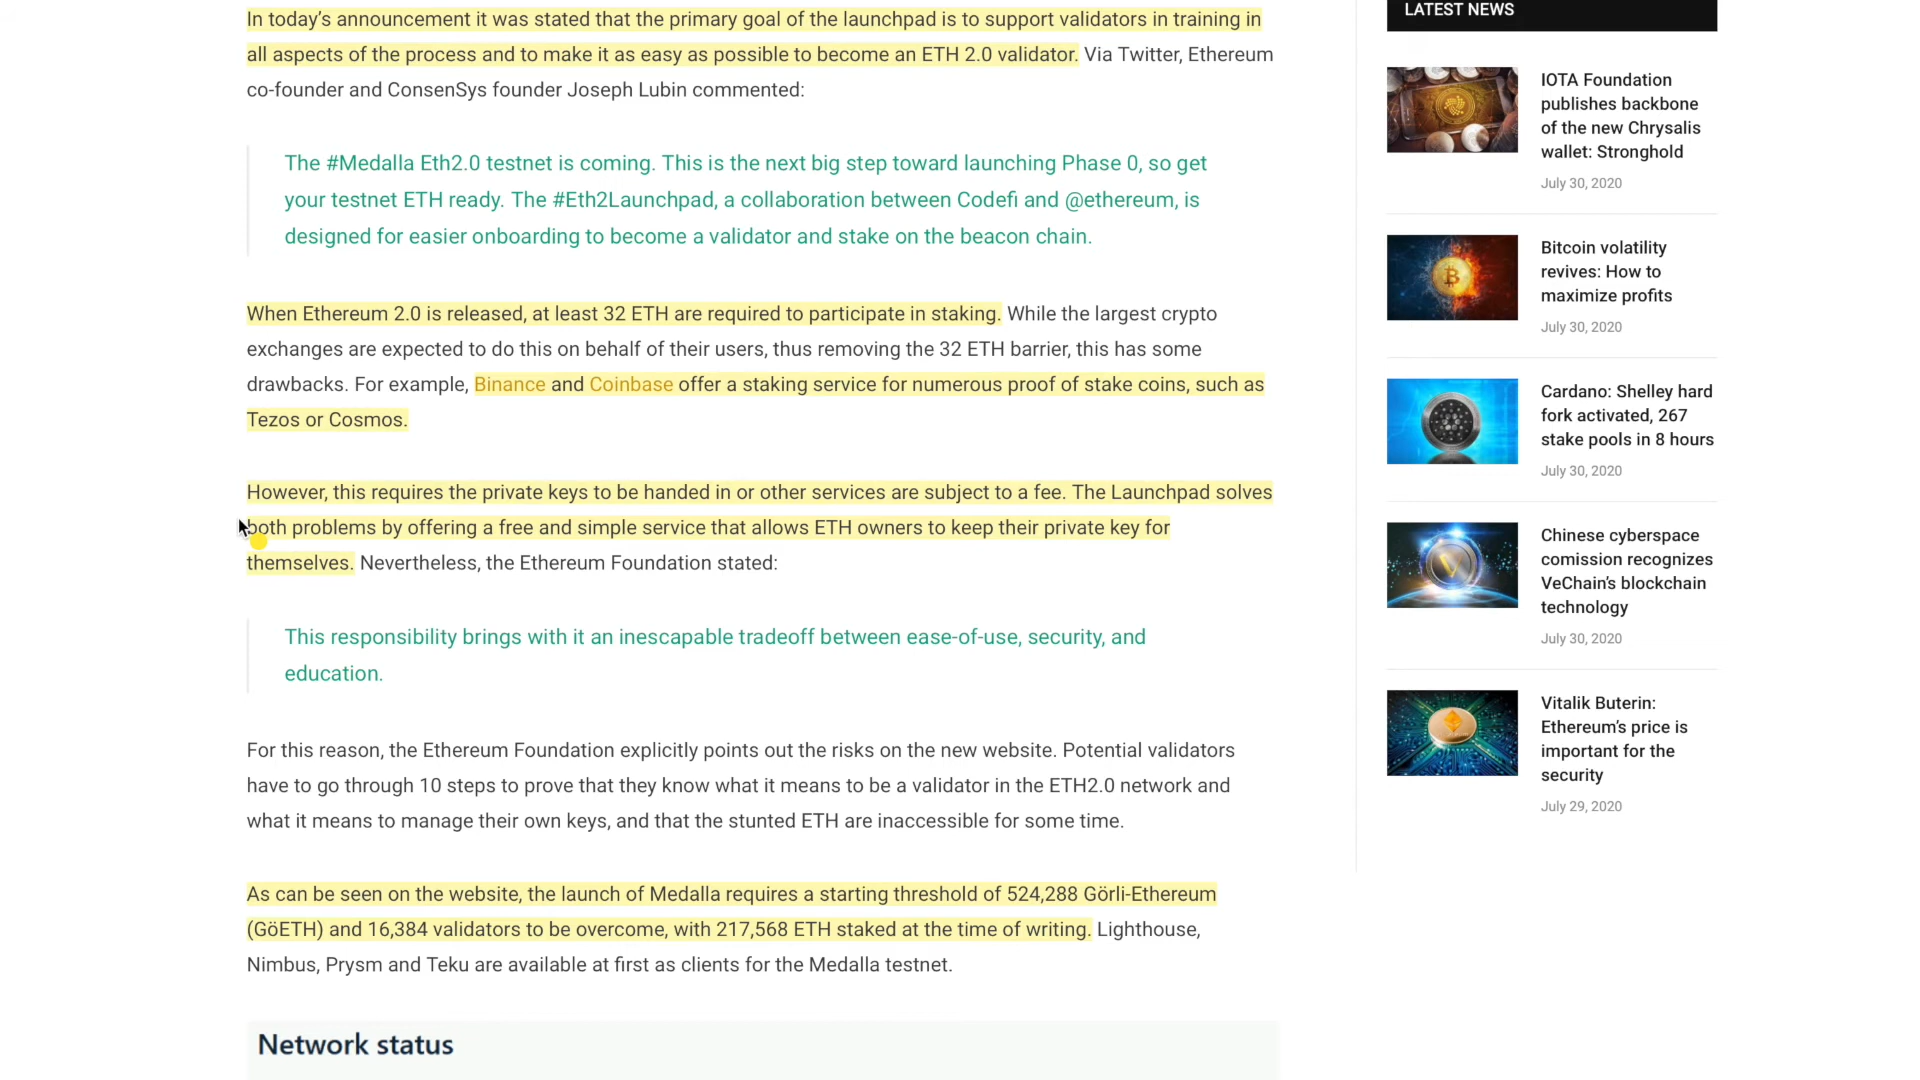 In today’s announcement it was stated that the primary goal of the launchpad is to support validators in training in
all aspects of the process and to make it as easy as possible to become an ETH 2.0 validator. Via Twitter, Ethereum
co-founder and ConsenSys founder Joseph Lubin commented:
The #Medalla Eth2.0 testnet is coming. This is the next big step toward launching Phase 0, so get
your testnet ETH ready. The #Eth2Launchpad, a collaboration between Codefi and @ethereum, is
designed for easier onboarding to become a validator and stake on the beacon chain.
When Ethereum 2.0 is released, at least 32 ETH are required to participate in staking. While the largest crypto
exchanges are expected to do this on behalf of their users, thus removing the 32 ETH barrier, this has some
drawbacks. For example, Binance and Coinbase offer a staking service for numerous proof of stake coins, such as
Tezos or Cosmos.
However, this requires the private keys to be handed in or other services are subject to a fee. The Launchpad solves
both problems by offering a free and simple service that allows ETH owners to keep their private key for
themselves. Nevertheless, the Ethereum Foundation stated:
This responsibility brings with it an inescapable tradeoff between ease-of-use, security, and
education.
For this reason, the Ethereum Foundation explicitly points out the risks on the new website. Potential validators
have to go through 10 steps to prove that they know what it means to be a validator in the ETH2.0 network and
what it means to manage their own keys, and that the stunted ETH are inaccessible for some time.
As can be seen on the website, the launch of Medalla requires a starting threshold of 524,288 Görli-Ethereum
(GöETH) and 16,384 validators to be overcome, with 217,568 ETH staked at the time of writing. Lighthouse,
Nimbus, Prysm and Teku are available at first as clients for the Medalla testnet.
Network status
LATEST NEWS
IOTA Foundation
publishes backbone
of the new Chrysalis
wallet: Stronghold
July 30, 2020
Bitcoin volatility
revives: How to
maximize profits
July 30, 2020
Cardano: Shelley hard
fork activated, 267
stake pools in 8 hours
July 30, 2020
Chinese cyberspace
comission recognizes
VeChain’s blockchain
technology
July 30, 2020
Vitalik Buterin:
Ethereum’s price is
important for the
security
July 29, 2020